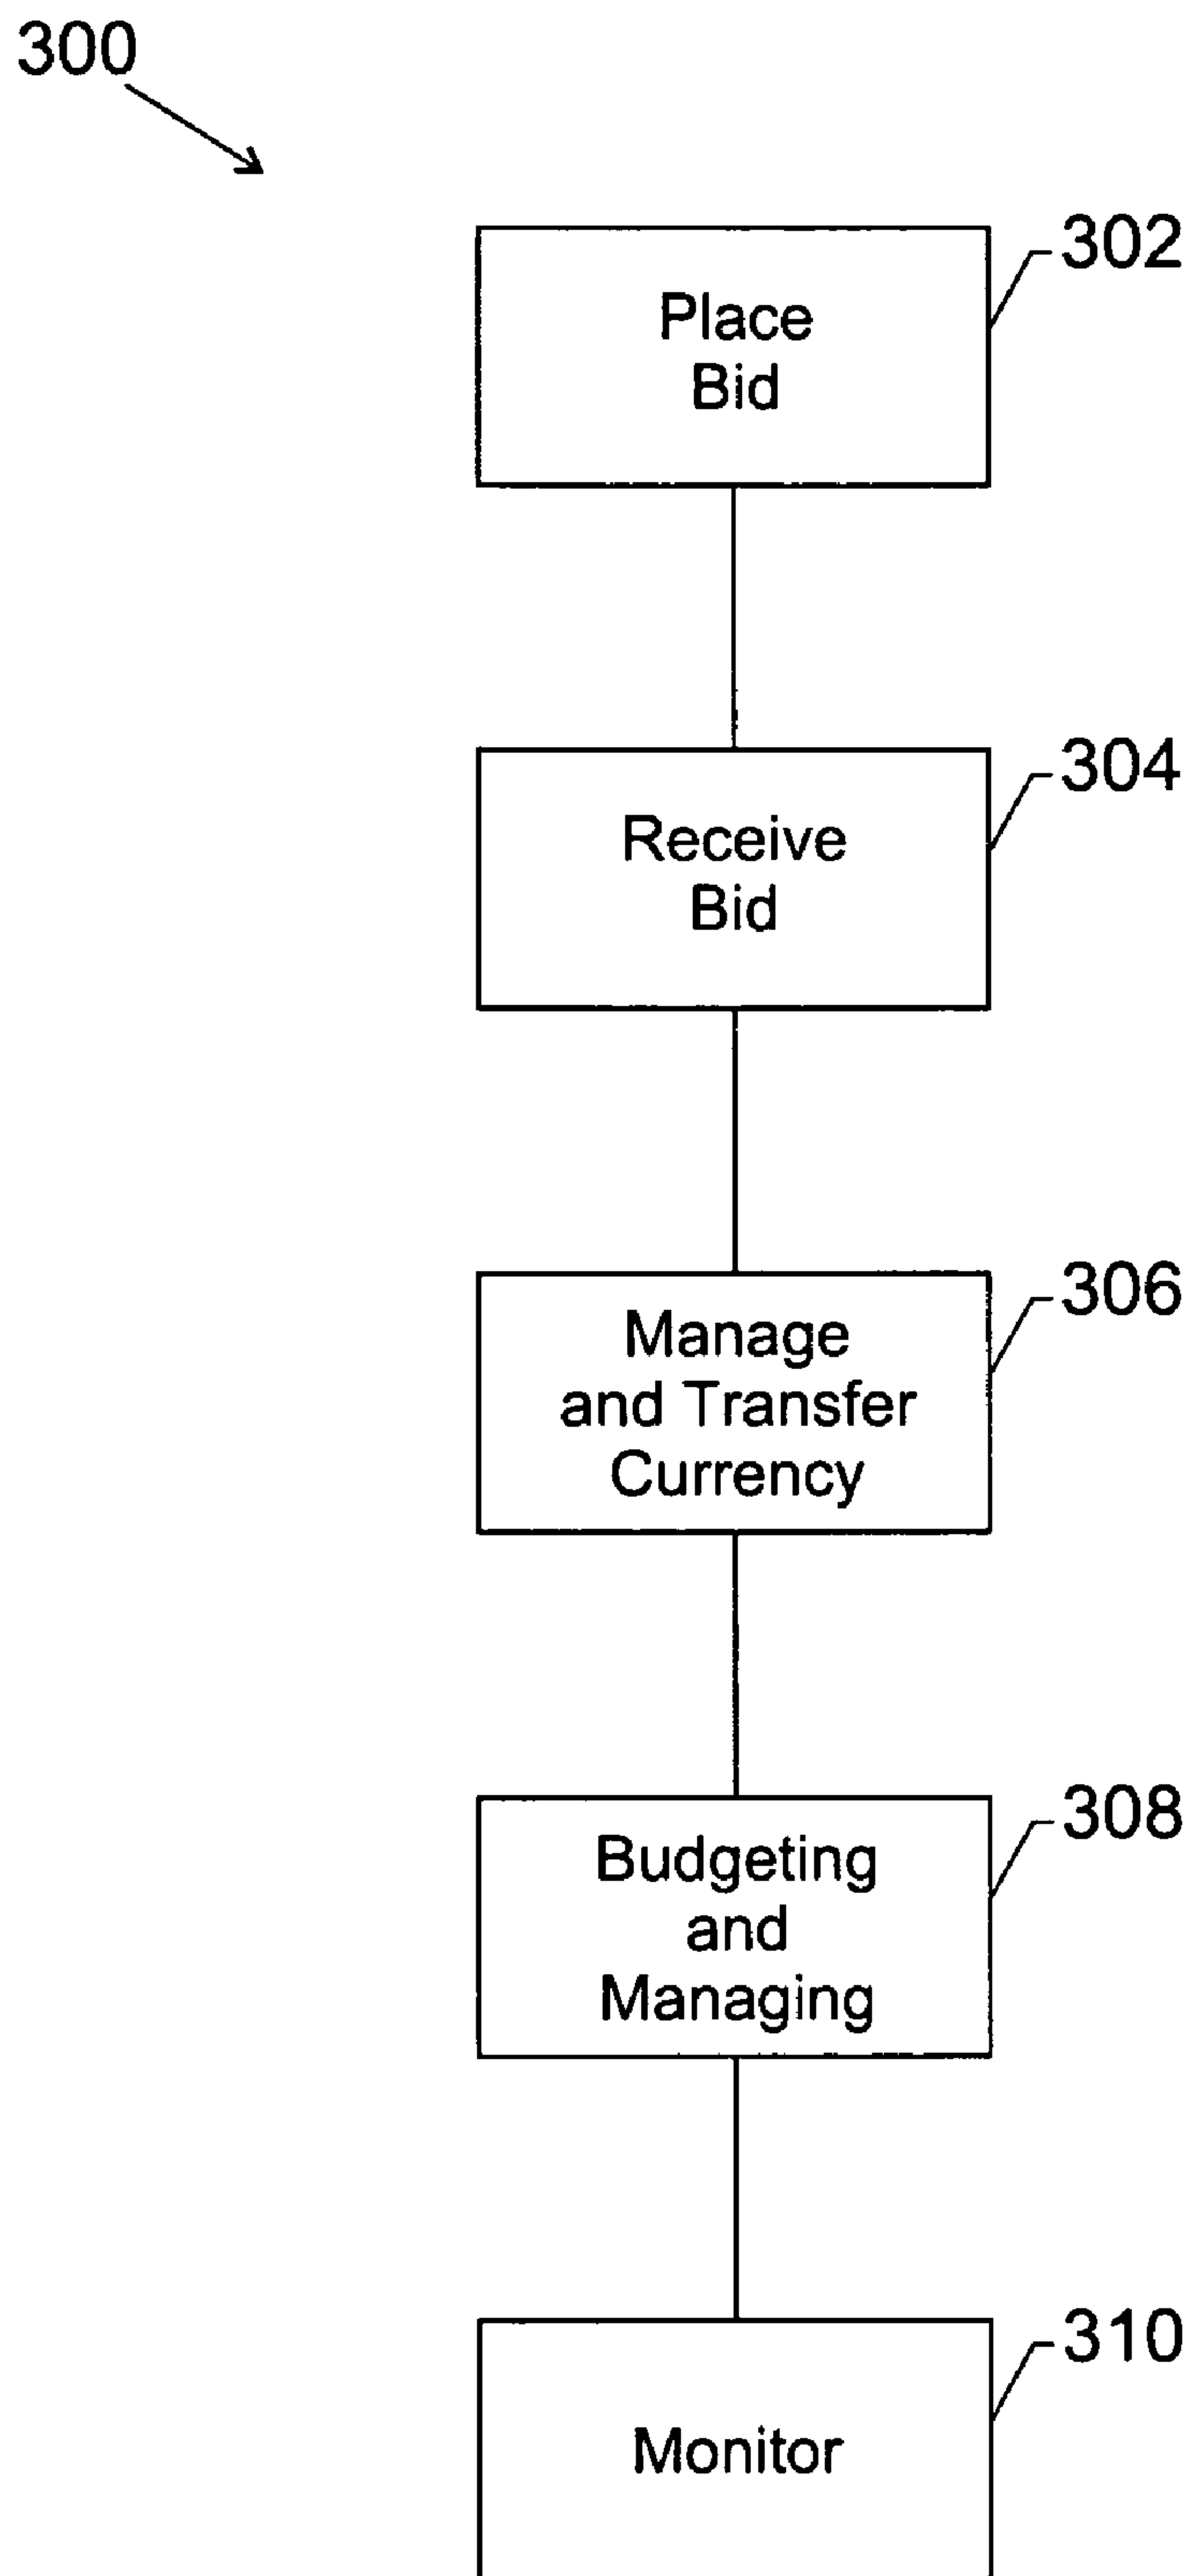 300
302
Place
Bid
304
Receive
Bid
306
Manage
and Transfer
Currency
308
Budgeting
and
Managing
310
Monitor